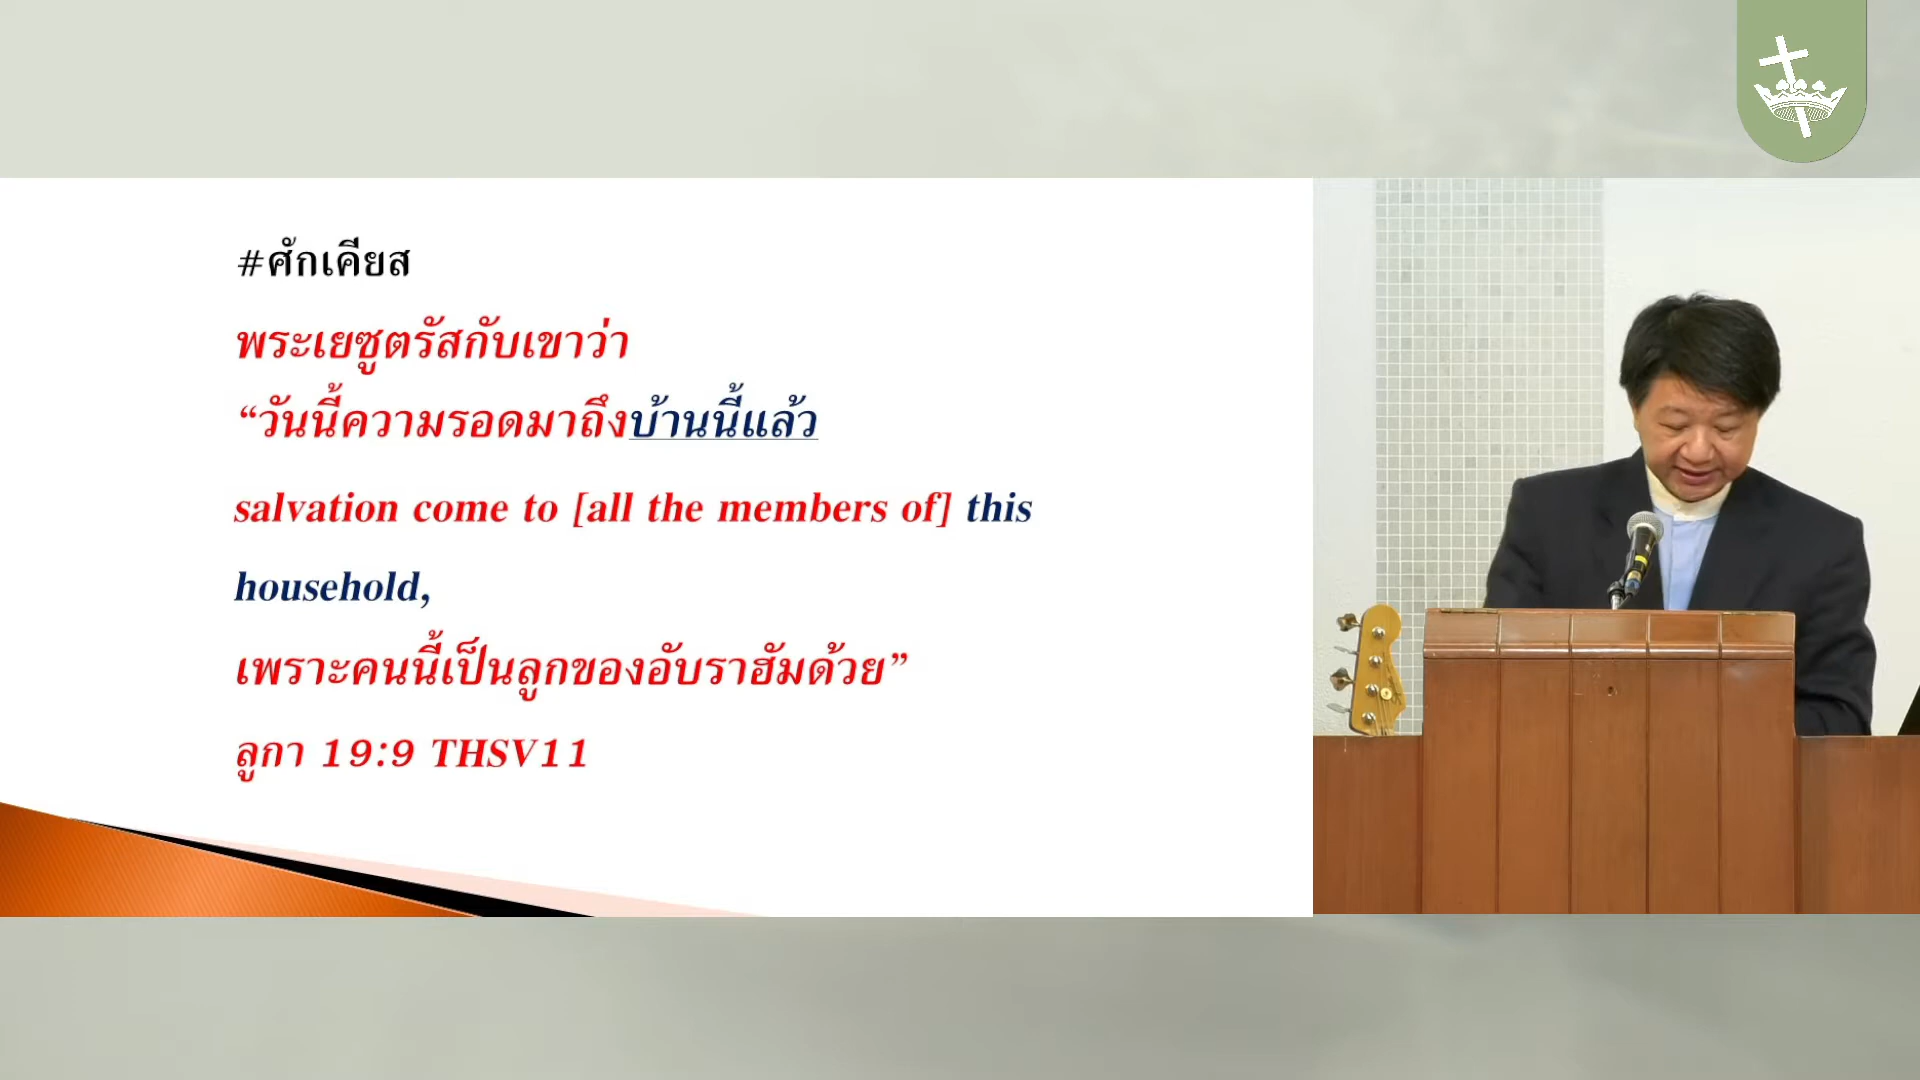 #ศักเคียส
พระเยซูตรัสกับเขาว่า
“วันนี้ความรอดมาถึงบ้านนี้แล้ว
salvation come to [all the members of] this
household,
เพราะคนนี้เป็นลูกของอับราฮัมด้วย”
ลูกา 19:9 THSV11